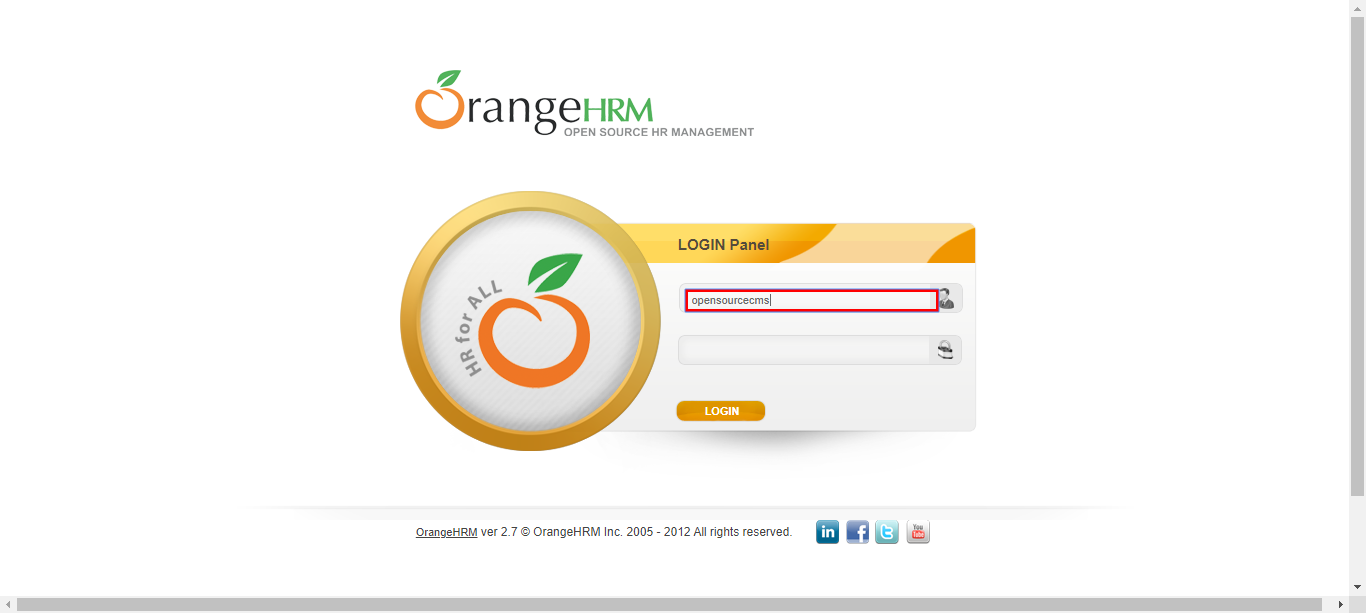 OrangeHRM
OPEN SOURCE HR MANAGEMENT
HR for ALL
LOGIN Panel
opensourcecms
LOGIN
OrangeHRM ver 2.7 © OrangeHRM Inc. 2005 - 2012 All rights reserved.
in f t You Tube